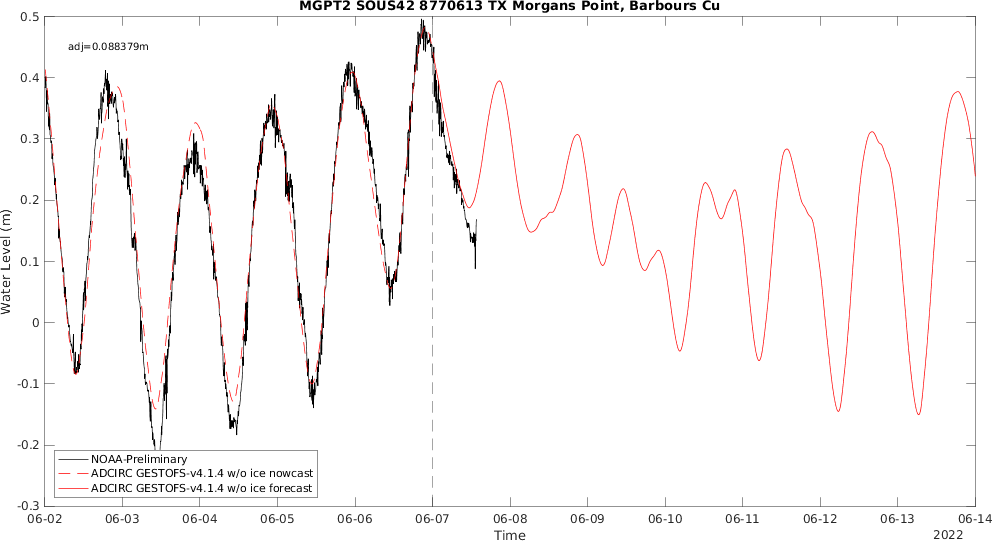 MGPT2 SOUS42 8770613 TX Morgans Point, Barbours Cu
adj=0.088379m
0.5
0.4
0.3
0.2
0.1
0
-0.1
-0.2
-0.3
Water Level (m)
NOAA-Preliminary
ADCIRC GESTOFS-v4.1.4 w/o ice nowcast
ADCIRC GESTOFS-v4.1.4 w/o ice forecast
06-02 06-03 06-04 06-05 06-06 06-07 06-08 06-09 06-10 06-11 06-12 06-13 06-14
Time
2022